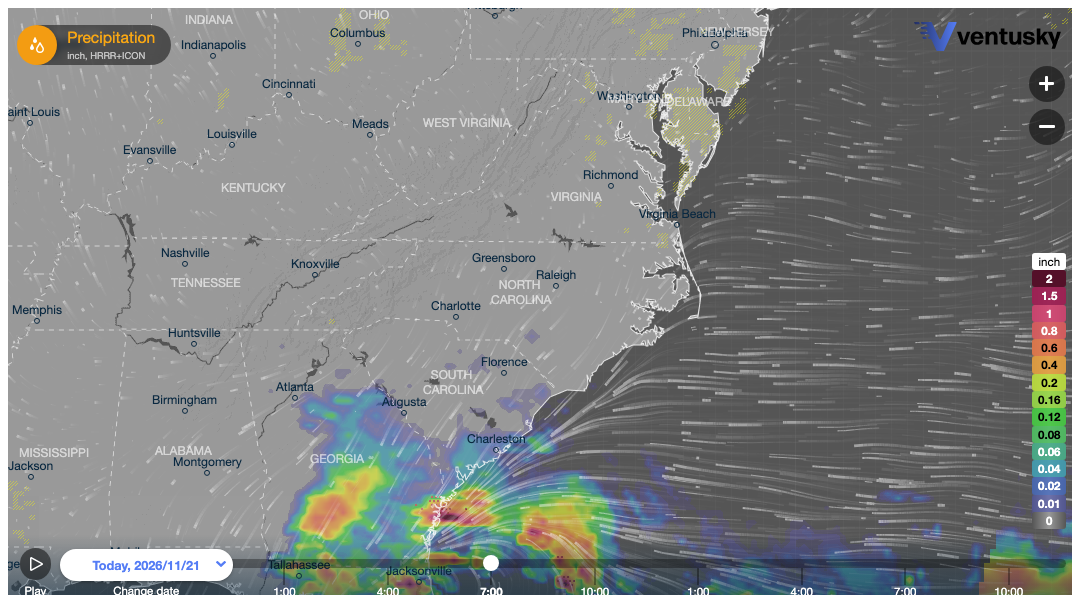 INDIANA
OHIO
Precipitation
inch, HRRR+ICON
Indianapolis
Columbus
Philadelphia
NEW JERSEY
ventusky
Cincinnati
Washington
MARYLAND
DELAWARE
aint Louis
Louisville
Meads
WEST VIRGINIA
Evansville
KENTUCKY
Richmond
VIRGINIA
Virginia Beach
Nashville
Knoxville
Greensboro
TENNESSEE
Raleigh
NORTH
CAROLINA
Memphis
Charlotte
Huntsville
Florence
SOUTH
CAROLINA
Atlanta
Birmingham
Augusta
Charleston
MISSISSIPPI
ALABAMA
GEORGIA
Jackson
Montgomery
inch
2
1.5
1
0.8
0.6
0.4
0.2
0.16
0.12
0.08
0.06
0.04
0.02
0.01
0
Today, 2026/11/21
Tallahassee
Jacksonville
Play
Change date
1:00
4:00
7:00
10:00
1:00
4:00
7:00
10:00